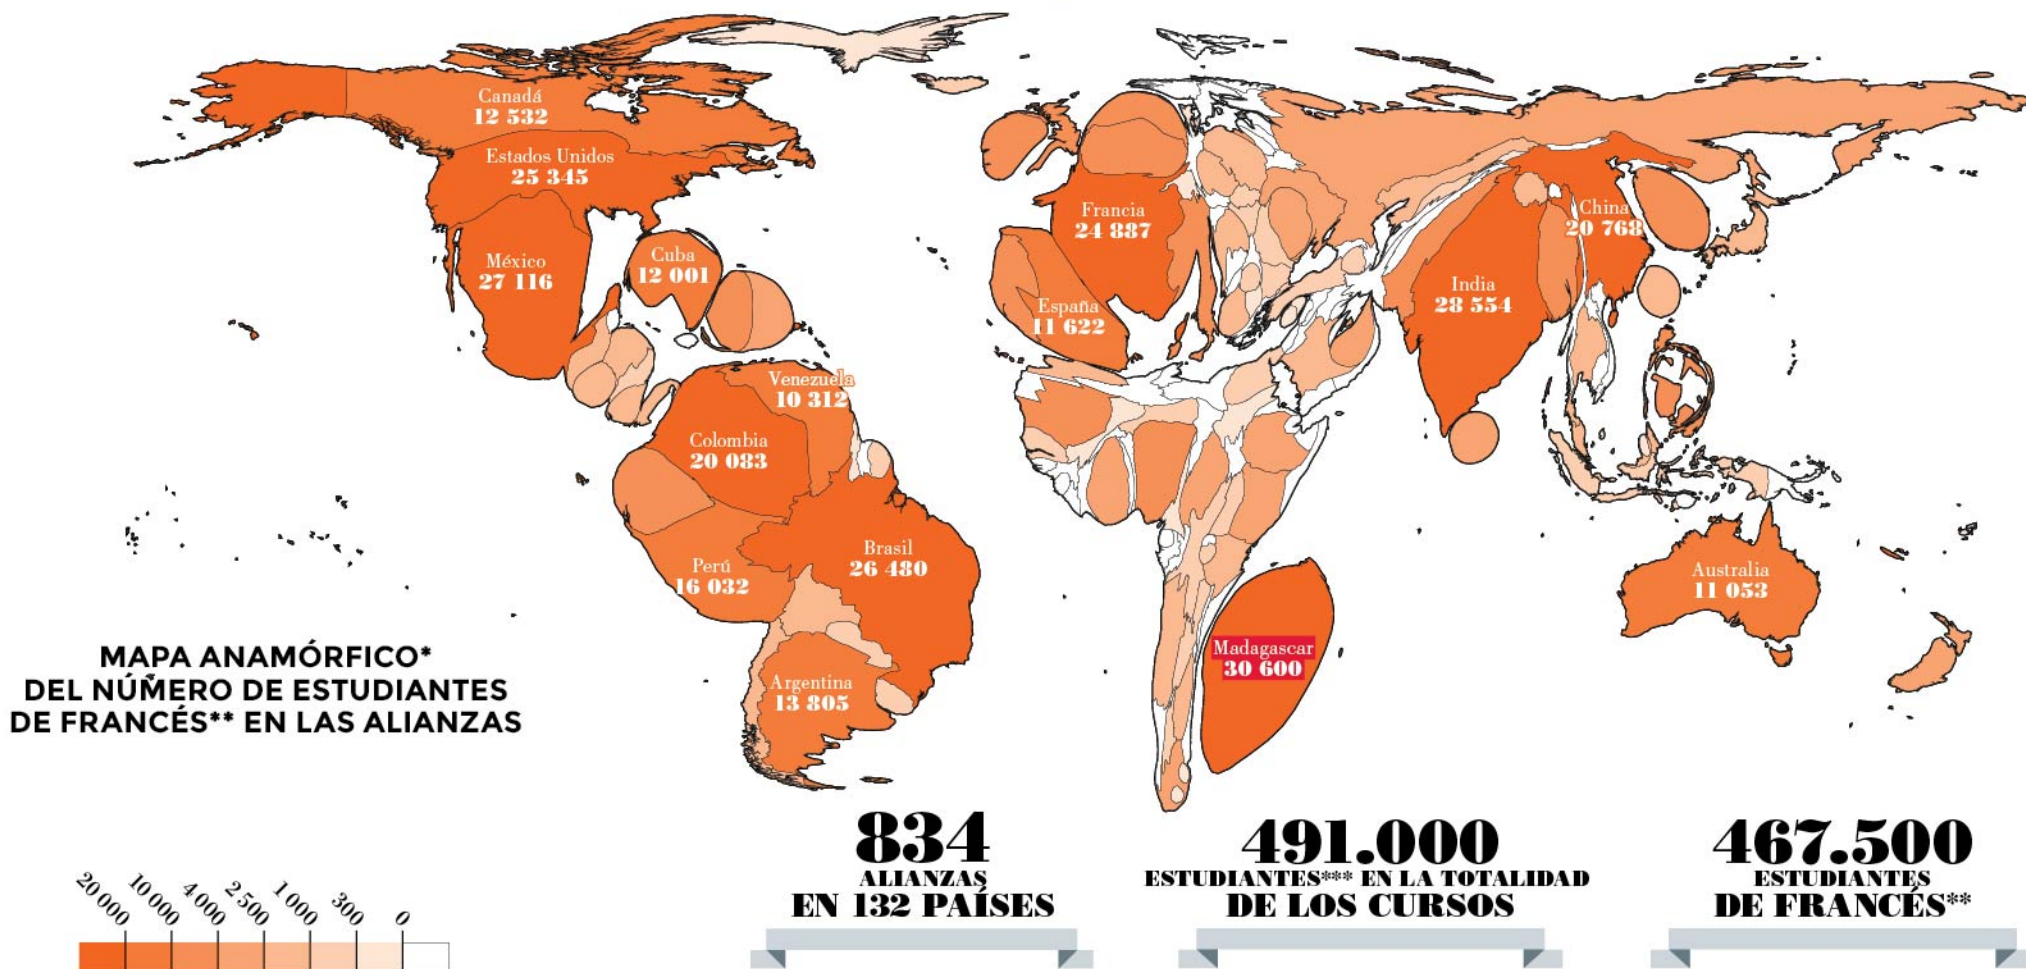 Canadá
12 532
Estados Unidos
25 345
México
27 116
Cuba
12 001
Venezuela
10 312
Colombia
20 083
Perú
16 032
Brasil
26 480
Argentina
13 805
Francia
24 887
España
11 622
China
20 768
India
28 554
Madagascar
30 600
Australia
11 053
MAPA ANAMÓRFICO*
DEL NÚMERO DE ESTUDIANTES
DE FRANCÉS** EN LAS ALIANZAS
20 000
10 000
4 000
2 500
1 000
300
0
834
ALIANZAS
EN 132 PAÍSES
491.000
ESTUDIANTES*** EN LA TOTALIDAD
DE LOS CURSOS
467.500
ESTUDIANTES
DE FRANCÉS**